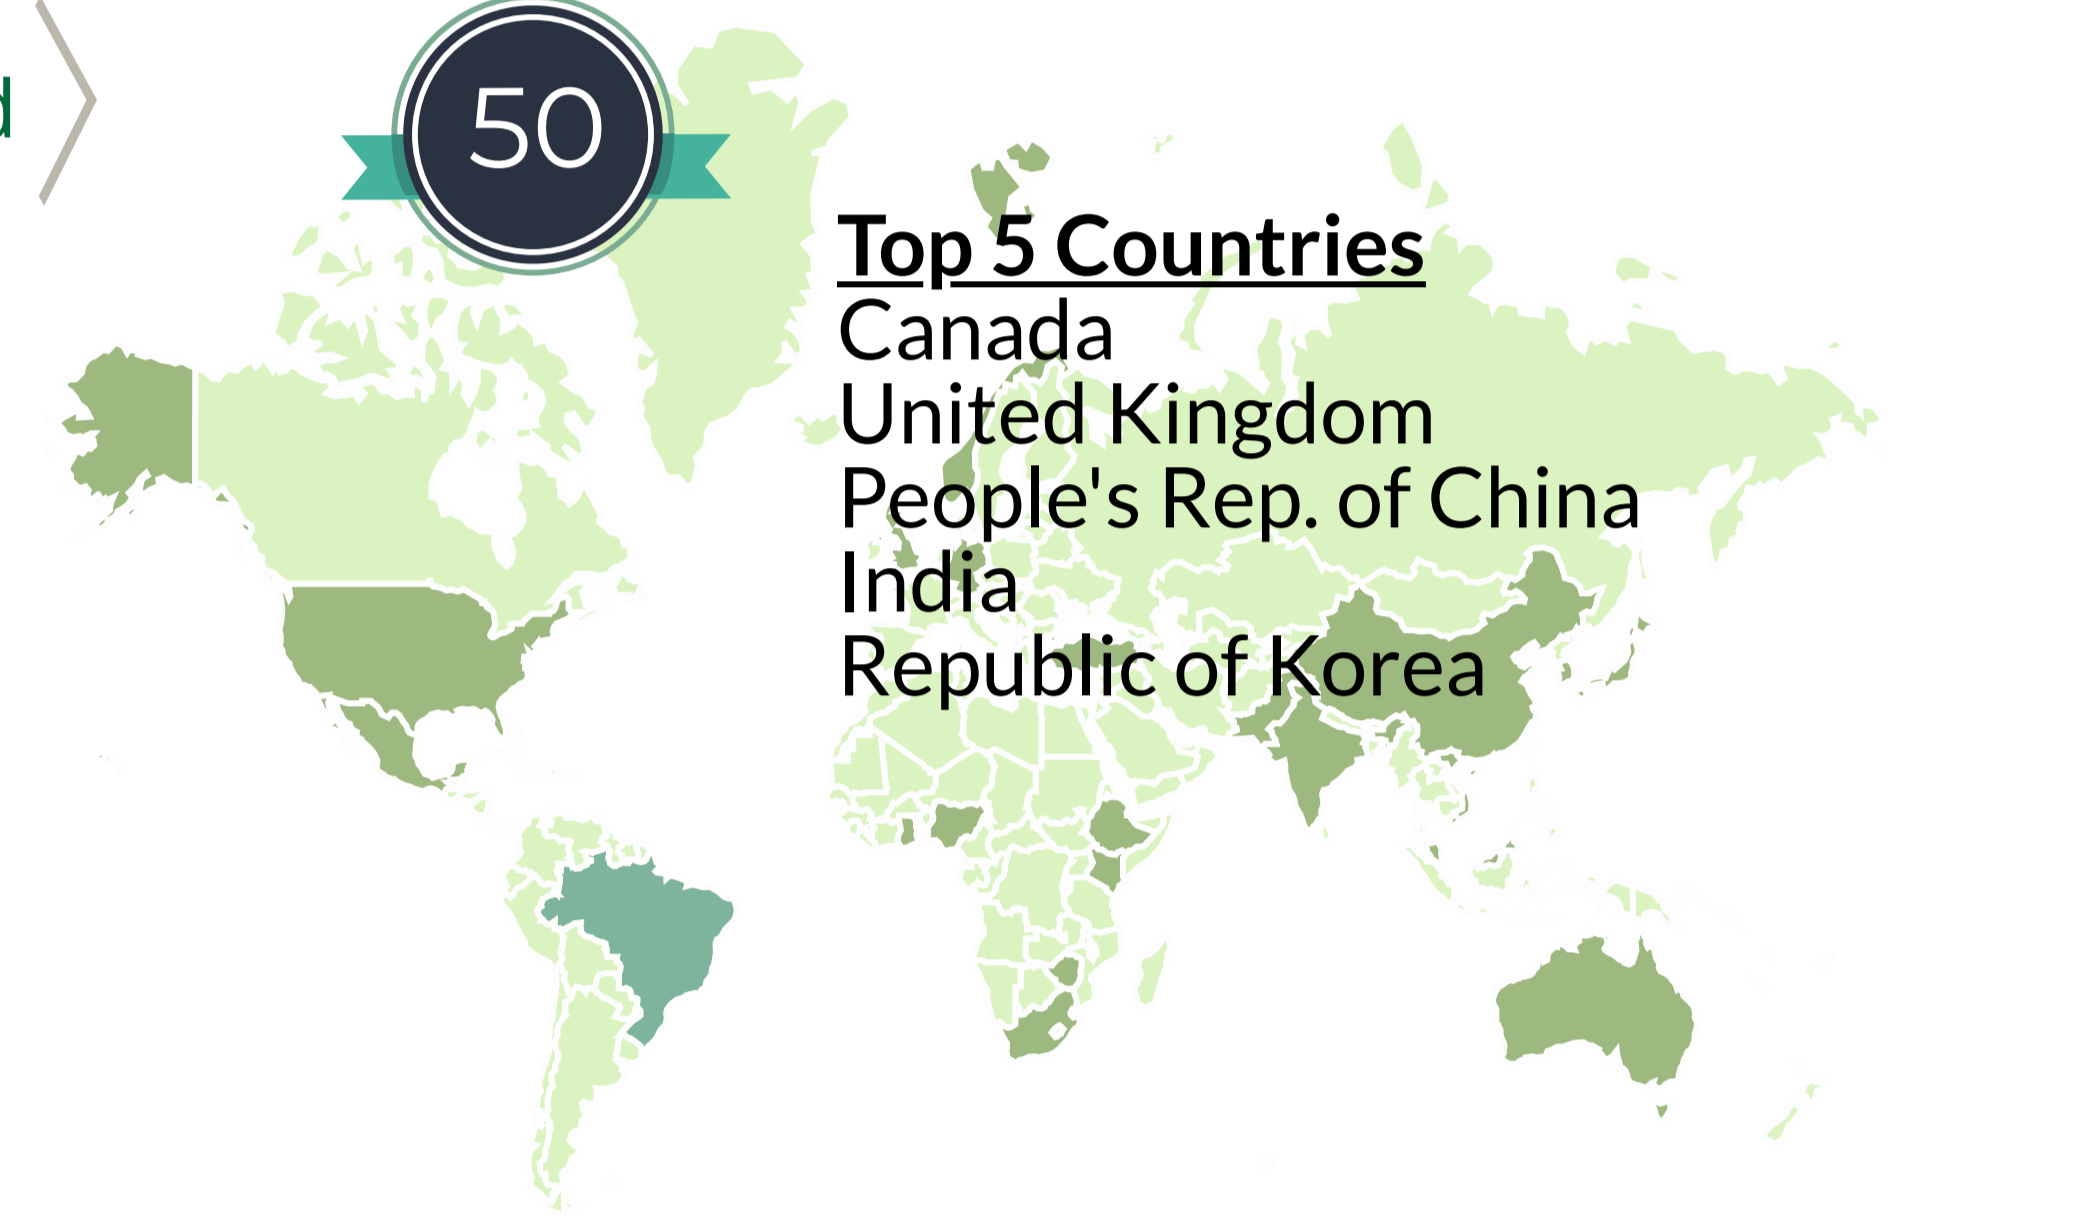 d
50
Top 5 Countries
Canada
United Kingdom
People's Rep. of China
India
Republic of Korea